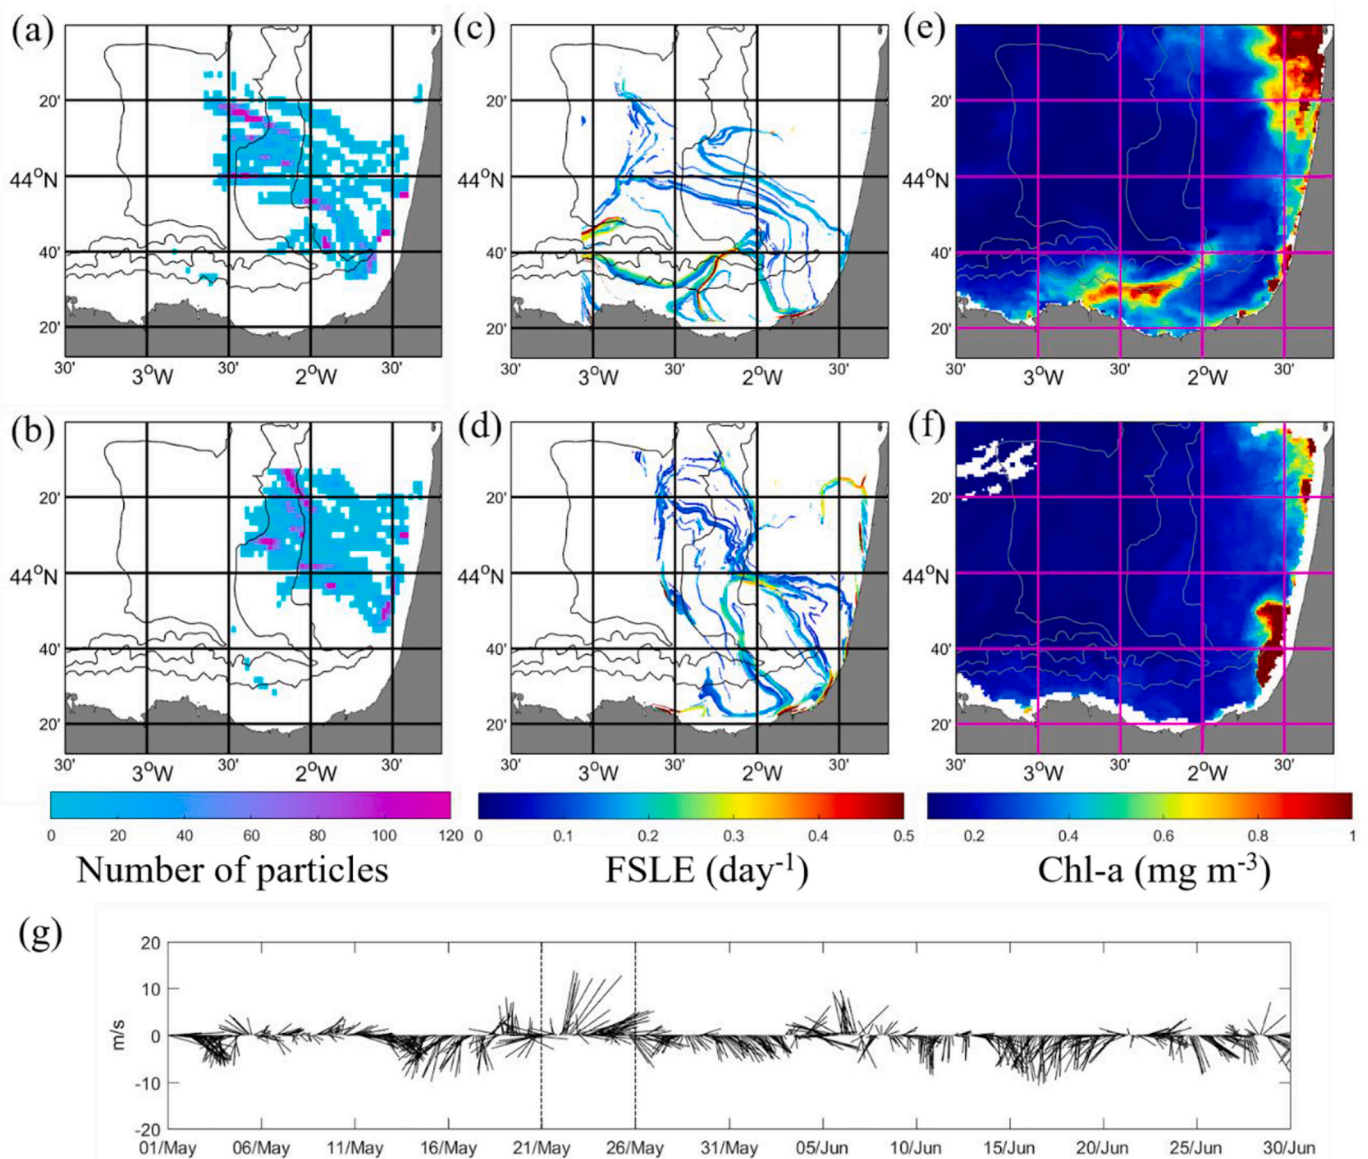 (a)
(c)
(e)
20'
20'
20'
44°N
44°N
44°N
40'
40'
40'
20'
20'
20'
30' 3°W 30' 2°W 30'
30' 3°W 30' 2°W 30'
30' 3°W 30' 2°W 30'
(b)
(d)
(f)
20'
20'
20'
44°N
44°N
44°N
40'
40'
40'
20'
20'
20'
30' 3°W 30' 2°W 30'
30' 3°W 30' 2°W 30'
30' 3°W 30' 2°W 30'
0 20 40 60 80 100 120
0 0.1 0.2 0.3 0.4 0.5
0.2 0.4 0.6 0.8 1
Number of particles
FSLE (day⁻¹)
Chl-a (mg m⁻³)
(g)
20
10
0
-10
-20
m/s
01/May 06/May 11/May 16/May 21/May 26/May 31/May 05/Jun 10/Jun 15/Jun 20/Jun 25/Jun 30/Jun